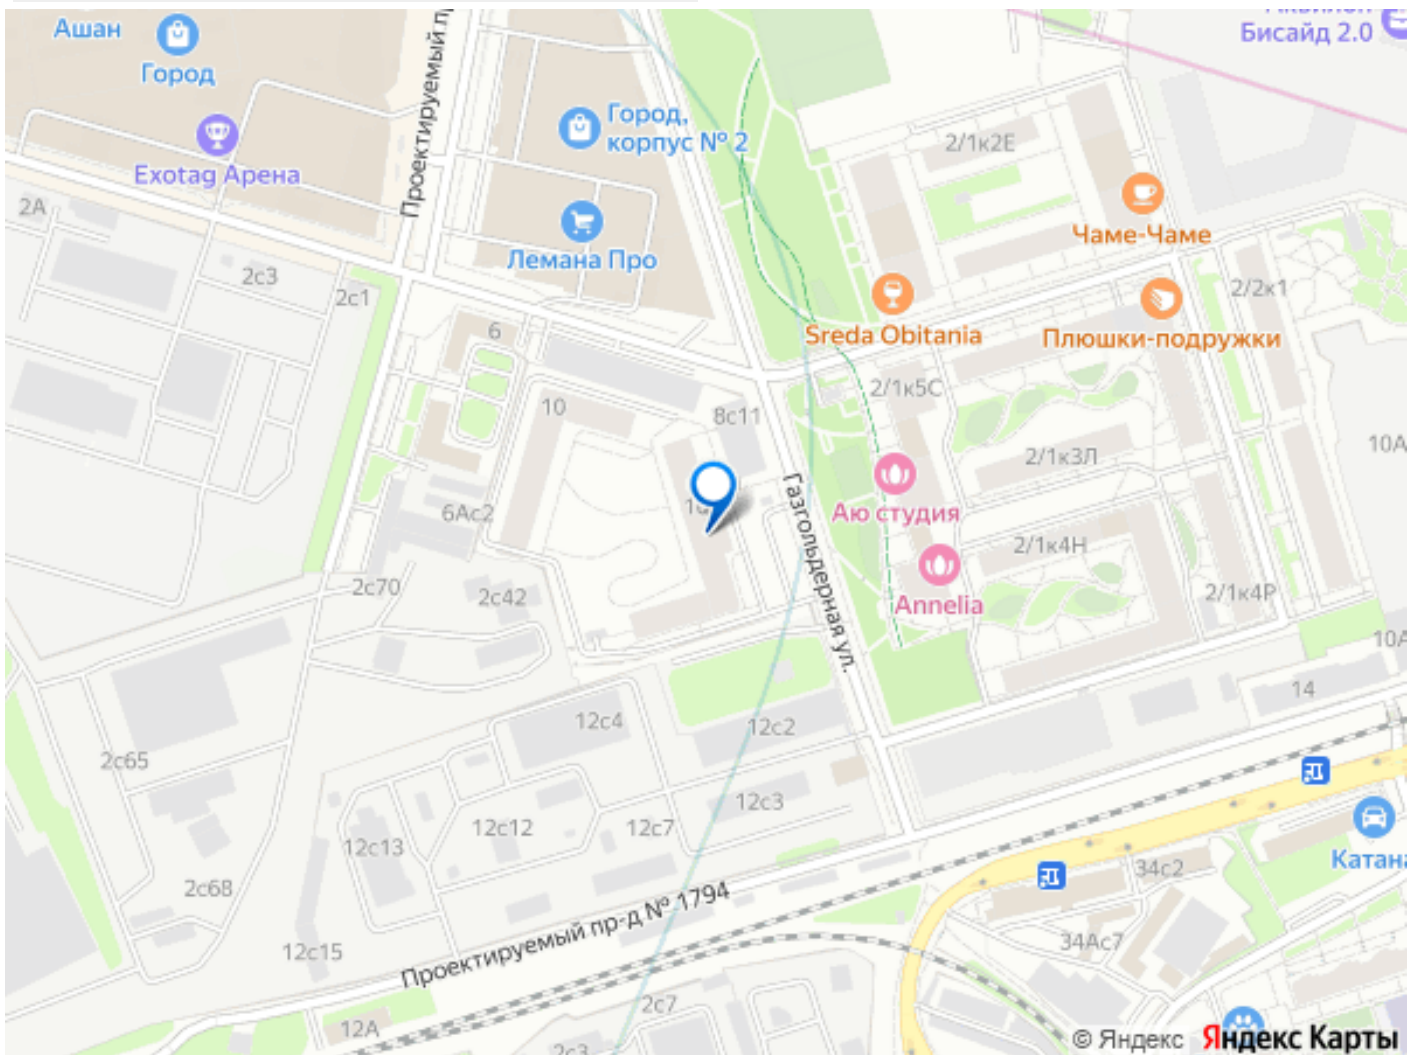 Ашан
Город
Проектируемый п
Город,
корпус № 2
Бисайд 2.0
Exotag Арена
2/1к2Е
2А
Лемана Про
Чаме-Чаме
2с3
2с1
2/2к1
6
Sreda Obitania
Плюшки-подружки
2/1к5С
10
8с11
10А
2/1к3Л
Аю студия
6Ас2
Газгольдерная ул.
2/1к4Н
2с70
2с42
Annelia
2/1к4Р
10А
14
12с4
12с2
2с65
12с3
12с12
12с7
12с13
Катана
34с2
2с68
Проектируемый пр-д № 1794
34Ас7
12с15
2с7
12А
2с3
© Яндекс Яндекс Карты